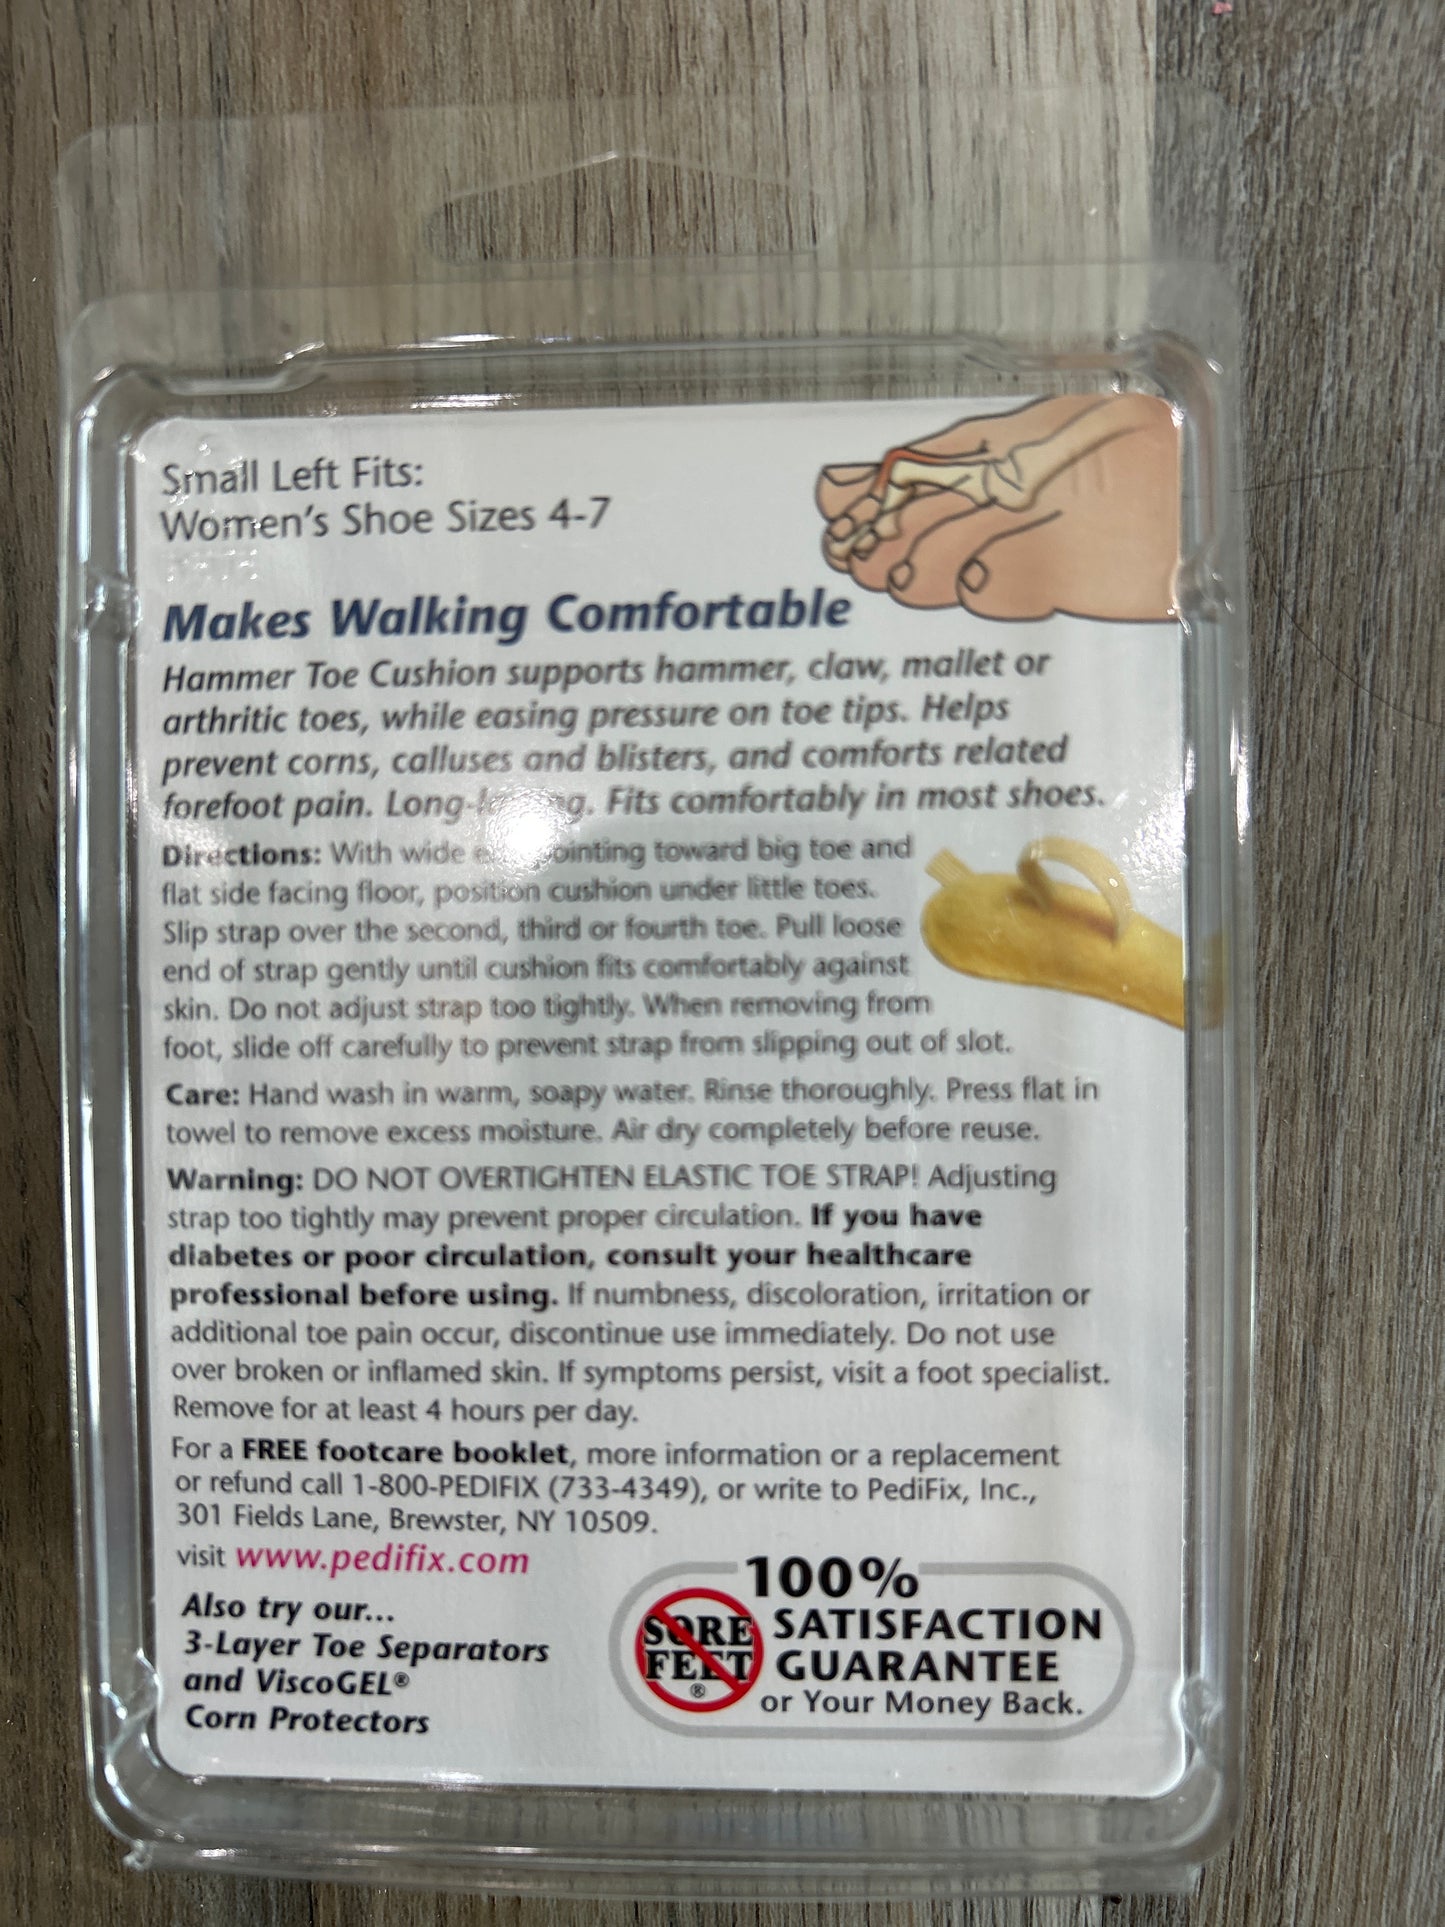 Small Left Fits:
Women's Shoe Sizes 4-7
Makes Walking Comfortable
Hammer Toe Cushion supports hammer, claw, mallet or
arthritic toes, while easing pressure on toe tips. Helps
prevent corns, calluses and blisters, and comforts related
forefoot pain. Fits comfortably in most shoes.
Directions: With wide toward big toe and
flat side facing floor, position cushion under little toes.
Slip strap over the second, third or fourth toe. Pull loose
end of strap gently until cushion fits comfortably against
skin. Do not adjust strap too tightly. When removing from
foot, slide off carefully to prevent strap from slipping out of slot.
Care: Hand wash in warm, soapy water. Rinse thoroughly. Press flat in
towel to remove excess moisture. Air dry completely before reuse.
Warning: DO NOT OVERTIGHTEN ELASTIC TOE STRAP! Adjusting
strap too tightly may prevent proper circulation. If you have
diabetes or poor circulation, consult your healthcare
professional before using. If numbness, discoloration, irritation or
additional toe pain occur, discontinue use immediately. Do not use
over broken or inflamed skin. If symptoms persist, visit a foot specialist.
Remove for at least 4 hours per day.
For a FREE footcare booklet, more information or a replacement
or refund call 1-800-PEDIFIX (733-4349), or write to PediFix, Inc.,
301 Fields Lane, Brewster, NY 10509.
visit www.pedifix.com
Also try our...
3-Layer Toe Separators
and ViscoGEL®
Corn Protectors
SORE
FEET
®
100%
SATISFACTION
GUARANTEE
or Your Money Back.